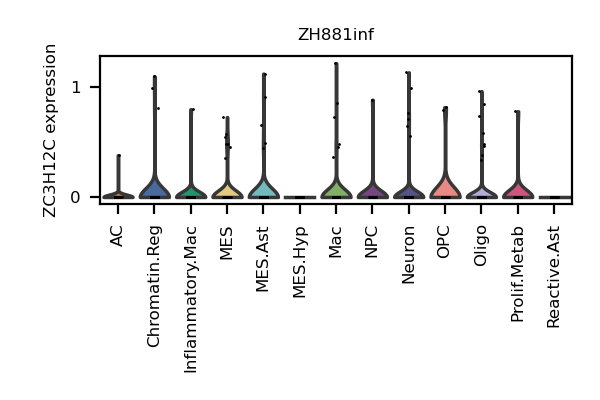 ZH881inf
ZC3H12C expression
1
0
AC
Chromatin.Reg
Inflammatory.Mac
MES
MES.Ast
MES.Hyp
Mac
NPC
Neuron
OPC
Oligo
Prolif.Metab
Reactive.Ast